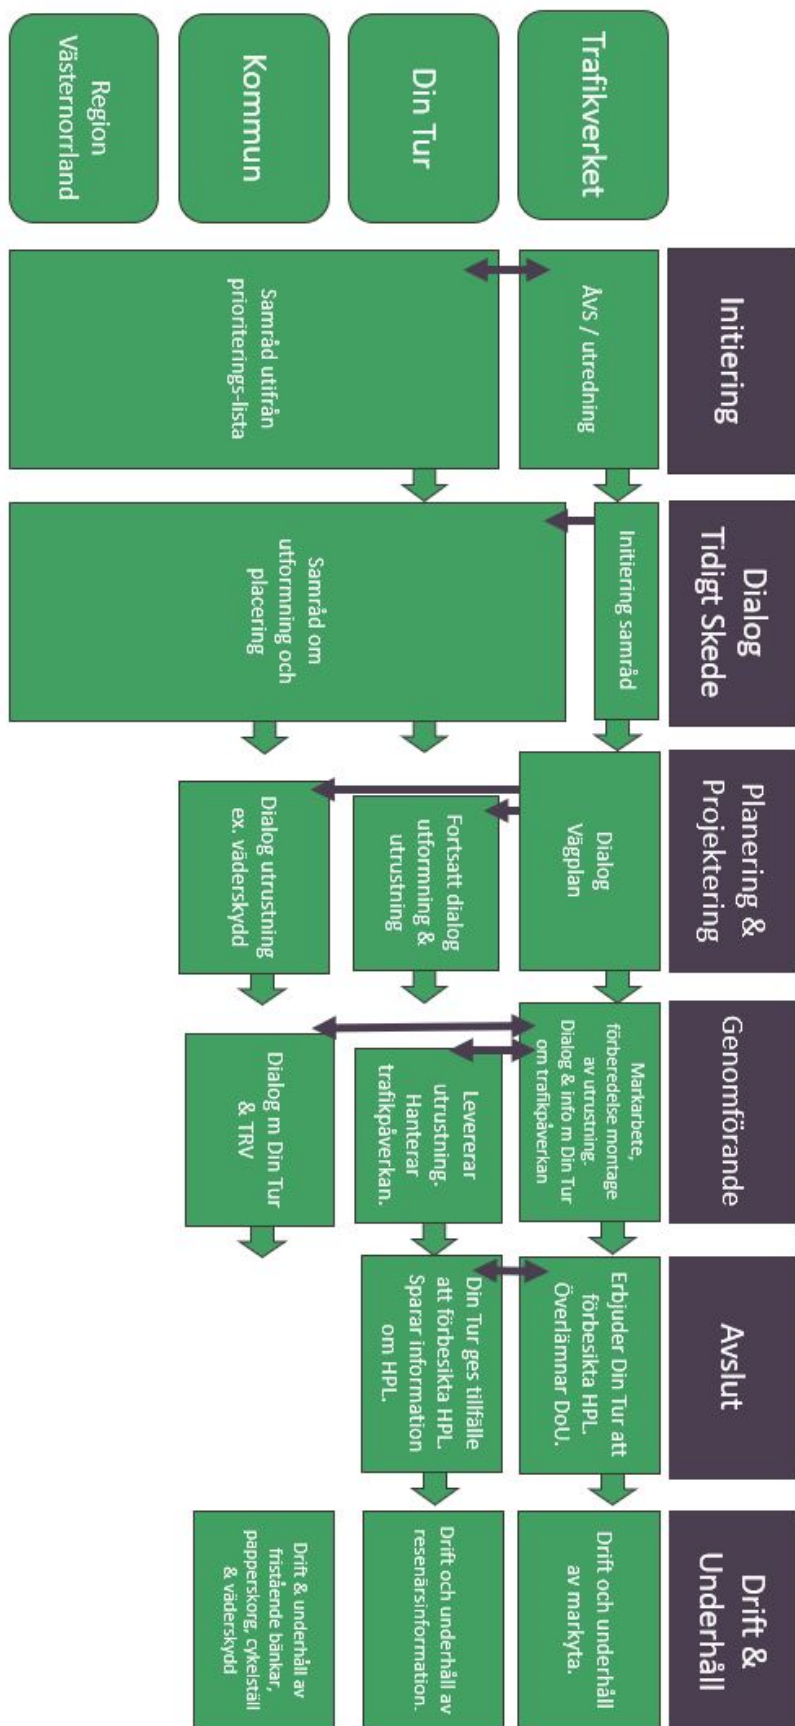 Initiering
Dialog
Tidigt Skede
Planering &
Projektering
Genomförande
Avslut
Drift &
Underhåll
Trafikverket
ÅVS / utredning
Initiering samråd
Dialog
Vägplan
Markarbete,
förberedelse montage
av utrustning.
Dialog & info m Din Tur
om trafikpåverkan
Erbjuder Din Tur att
förbesikta HPL.
Överlämnar DoU.
Drift och underhåll
av markyta.
Din Tur
Samråd utifrån
prioriterings-lista
Samråd om
utformning och
placering
Fortsatt dialog
utformning &
utrustning
Levererar
utrustning.
Hanterar
trafikpåverkan.
Din Tur ges tillfälle
att förbesikta HPL.
Sparar information
om HPL.
Drift och underhåll av
resenärsinformation.
Kommun
Dialog utrustning
ex. väderskydd
Dialog m Din Tur
& TRV
Drift & underhåll av
fristående bänkar,
papperskorg, cykelställ
& väderskydd
Region
Västernorrland